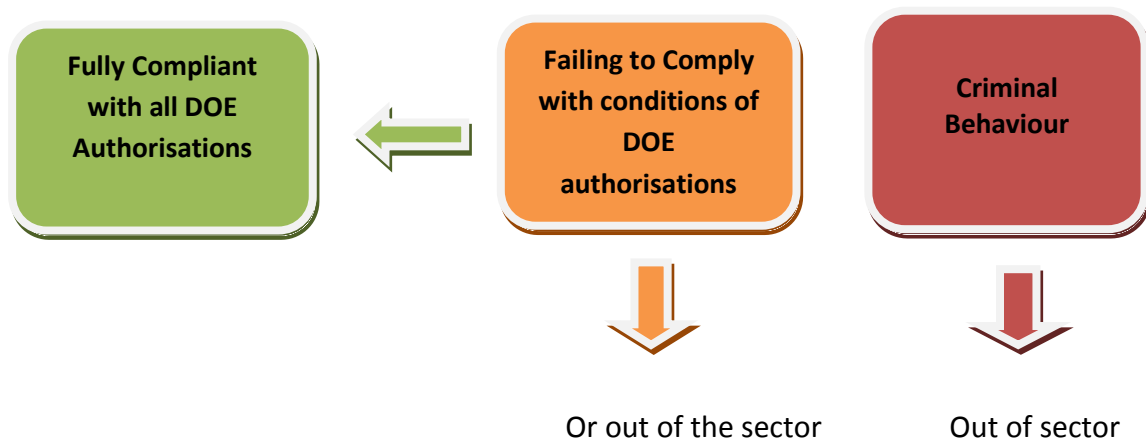 Fully Compliant
with all DOE
Authorisations
Failing to Comply
with conditions of
DOE
authorisations
Criminal
Behaviour
Or out of the sector
Out of sector